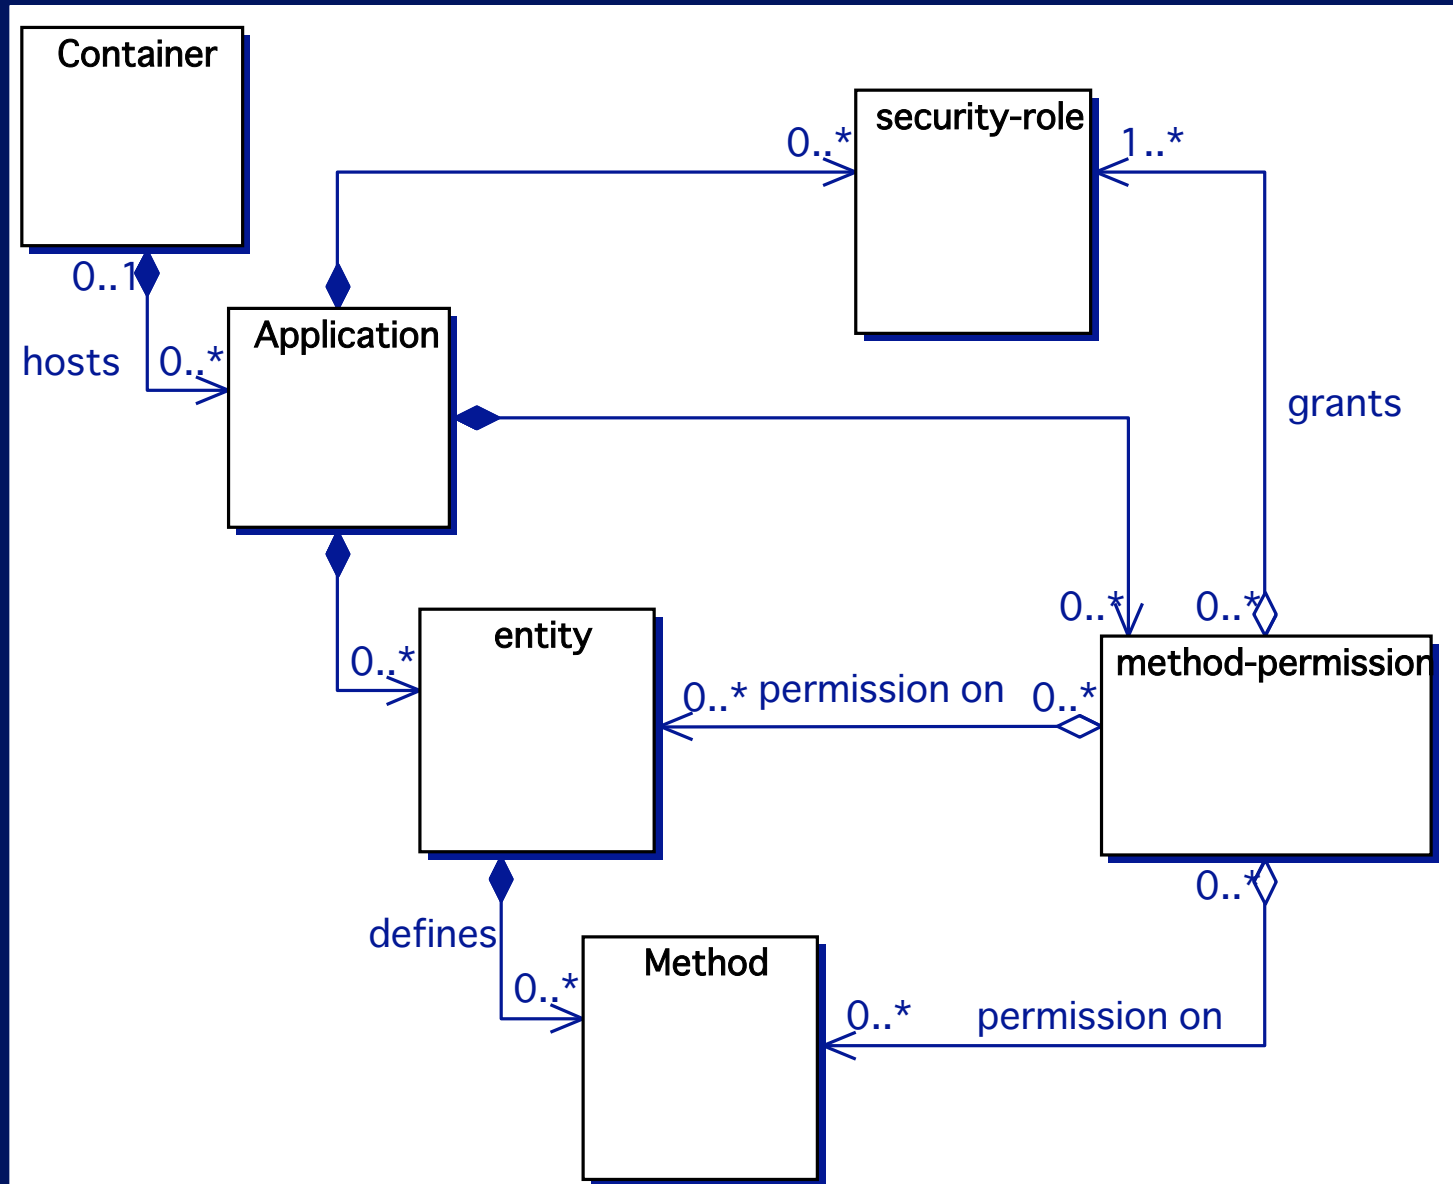 Container
security-role
0..*
1..*
0..1
Application
hosts
0..*
grants
0..*
0..*
entity
0..*
method-permission
0..*
permission on
0..*
0..*
defines
Method
0..*
0..*
permission on